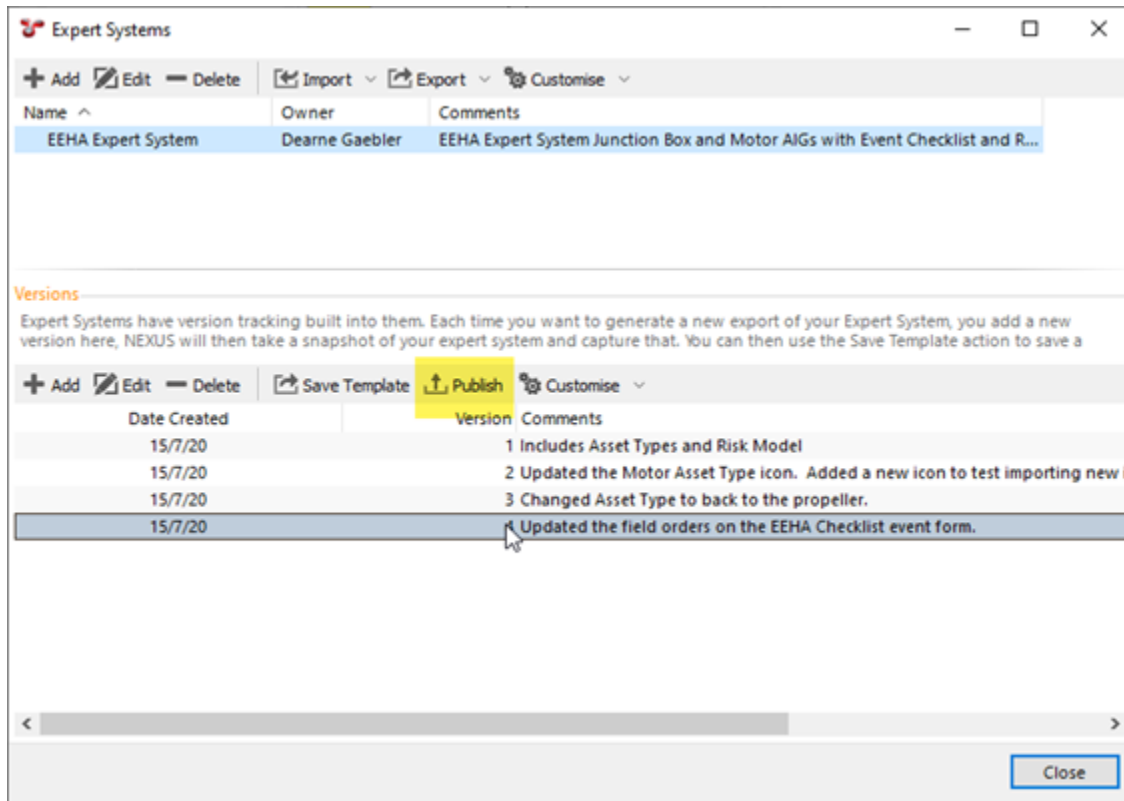 Expert Systems
Add Edit Delete Import Export Customise
Name Owner Comments
EEHA Expert System Dearne Gaebler EEHA Expert System Junction Box and Motor AIGs with Event Checklist and R...
Versions
Expert Systems have version tracking built into them. Each time you want to generate a new export of your Expert System, you add a new
version here, NEXUS will then take a snapshot of your expert system and capture that. You can then use the Save Template action to save a
Add Edit Delete Save Template Publish Customise
Date Created Version Comments
15/7/20 1 Includes Asset Types and Risk Model
15/7/20 2 Updated the Motor Asset Type icon. Added a new icon to test importing new
15/7/20 3 Changed Asset Type to back to the propeller.
15/7/20 4 Updated the field orders on the EEHA Checklist event form.
Close